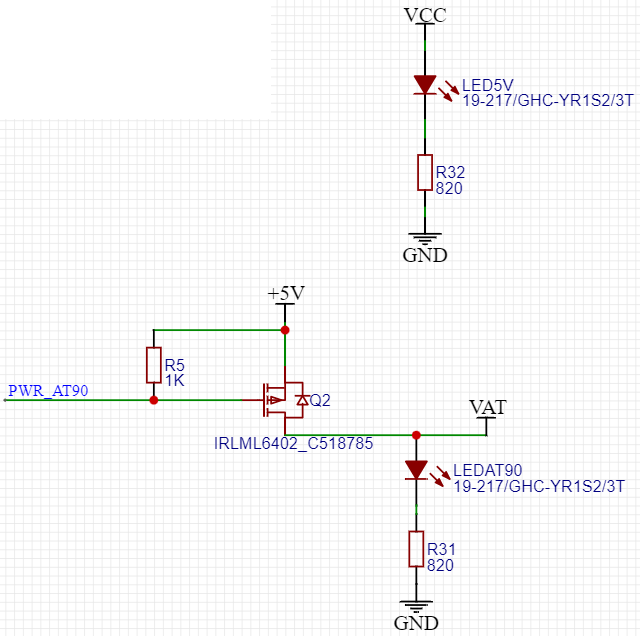 VCC
LED5V
19-217/GHC-YR1S2/3T
R32
820
GND
+5V
R5
1K
PWR_AT90
Q2
IRLML6402_C518785
VAT
LEDAT90
19-217/GHC-YR1S2/3T
R31
820
GND